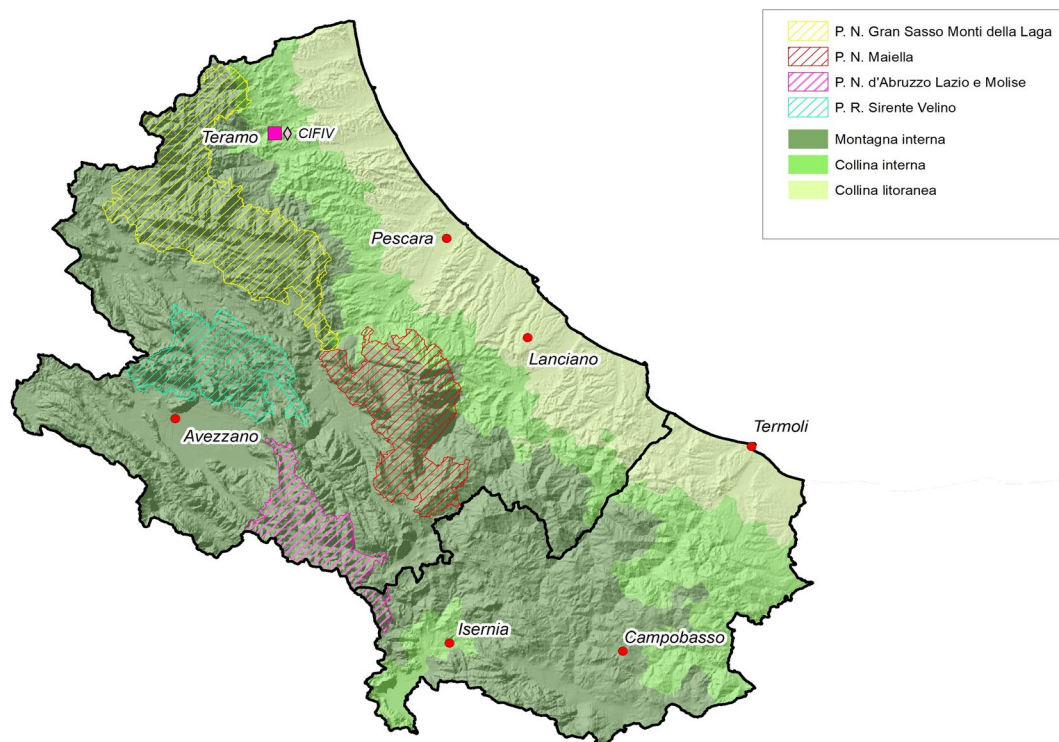 P. N. Gran Sasso Monti della Laga
P. N. Maiella
P. N. d'Abruzzo Lazio e Molise
P. R. Sirente Velino
Montagna interna
Collina interna
Collina litoranea
Teramo
CIFIV
Pescara
Lanciano
Avezzano
Termoli
Isernia
Campobasso